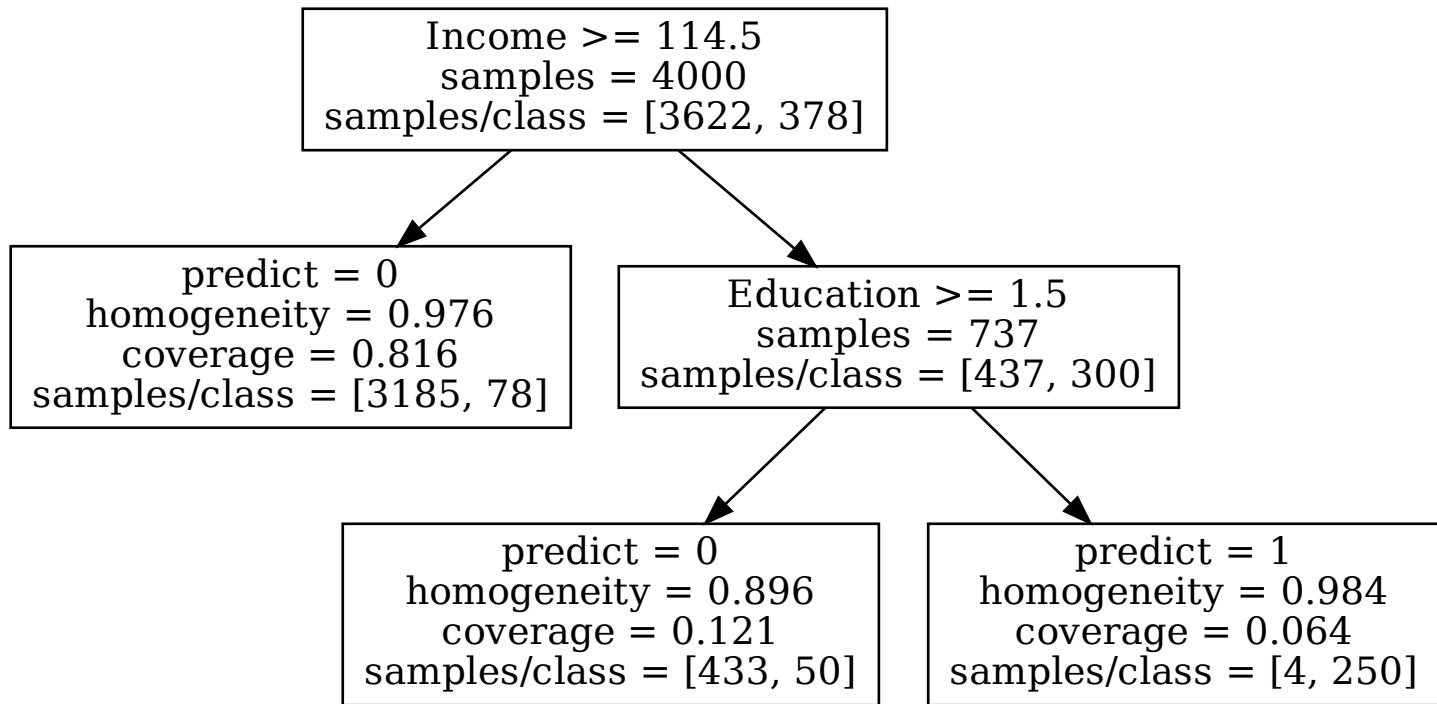 Income >= 114.5
samples = 4000
samples/class = [3622, 378]
predict = 0
homogeneity = 0.976
coverage = 0.816
samples/class = [3185, 78]
Education >= 1.5
samples = 737
samples/class = [437, 300]
predict = 0
homogeneity = 0.896
coverage = 0.121
samples/class = [433, 50]
predict = 1
homogeneity = 0.984
coverage = 0.064
samples/class = [4, 250]